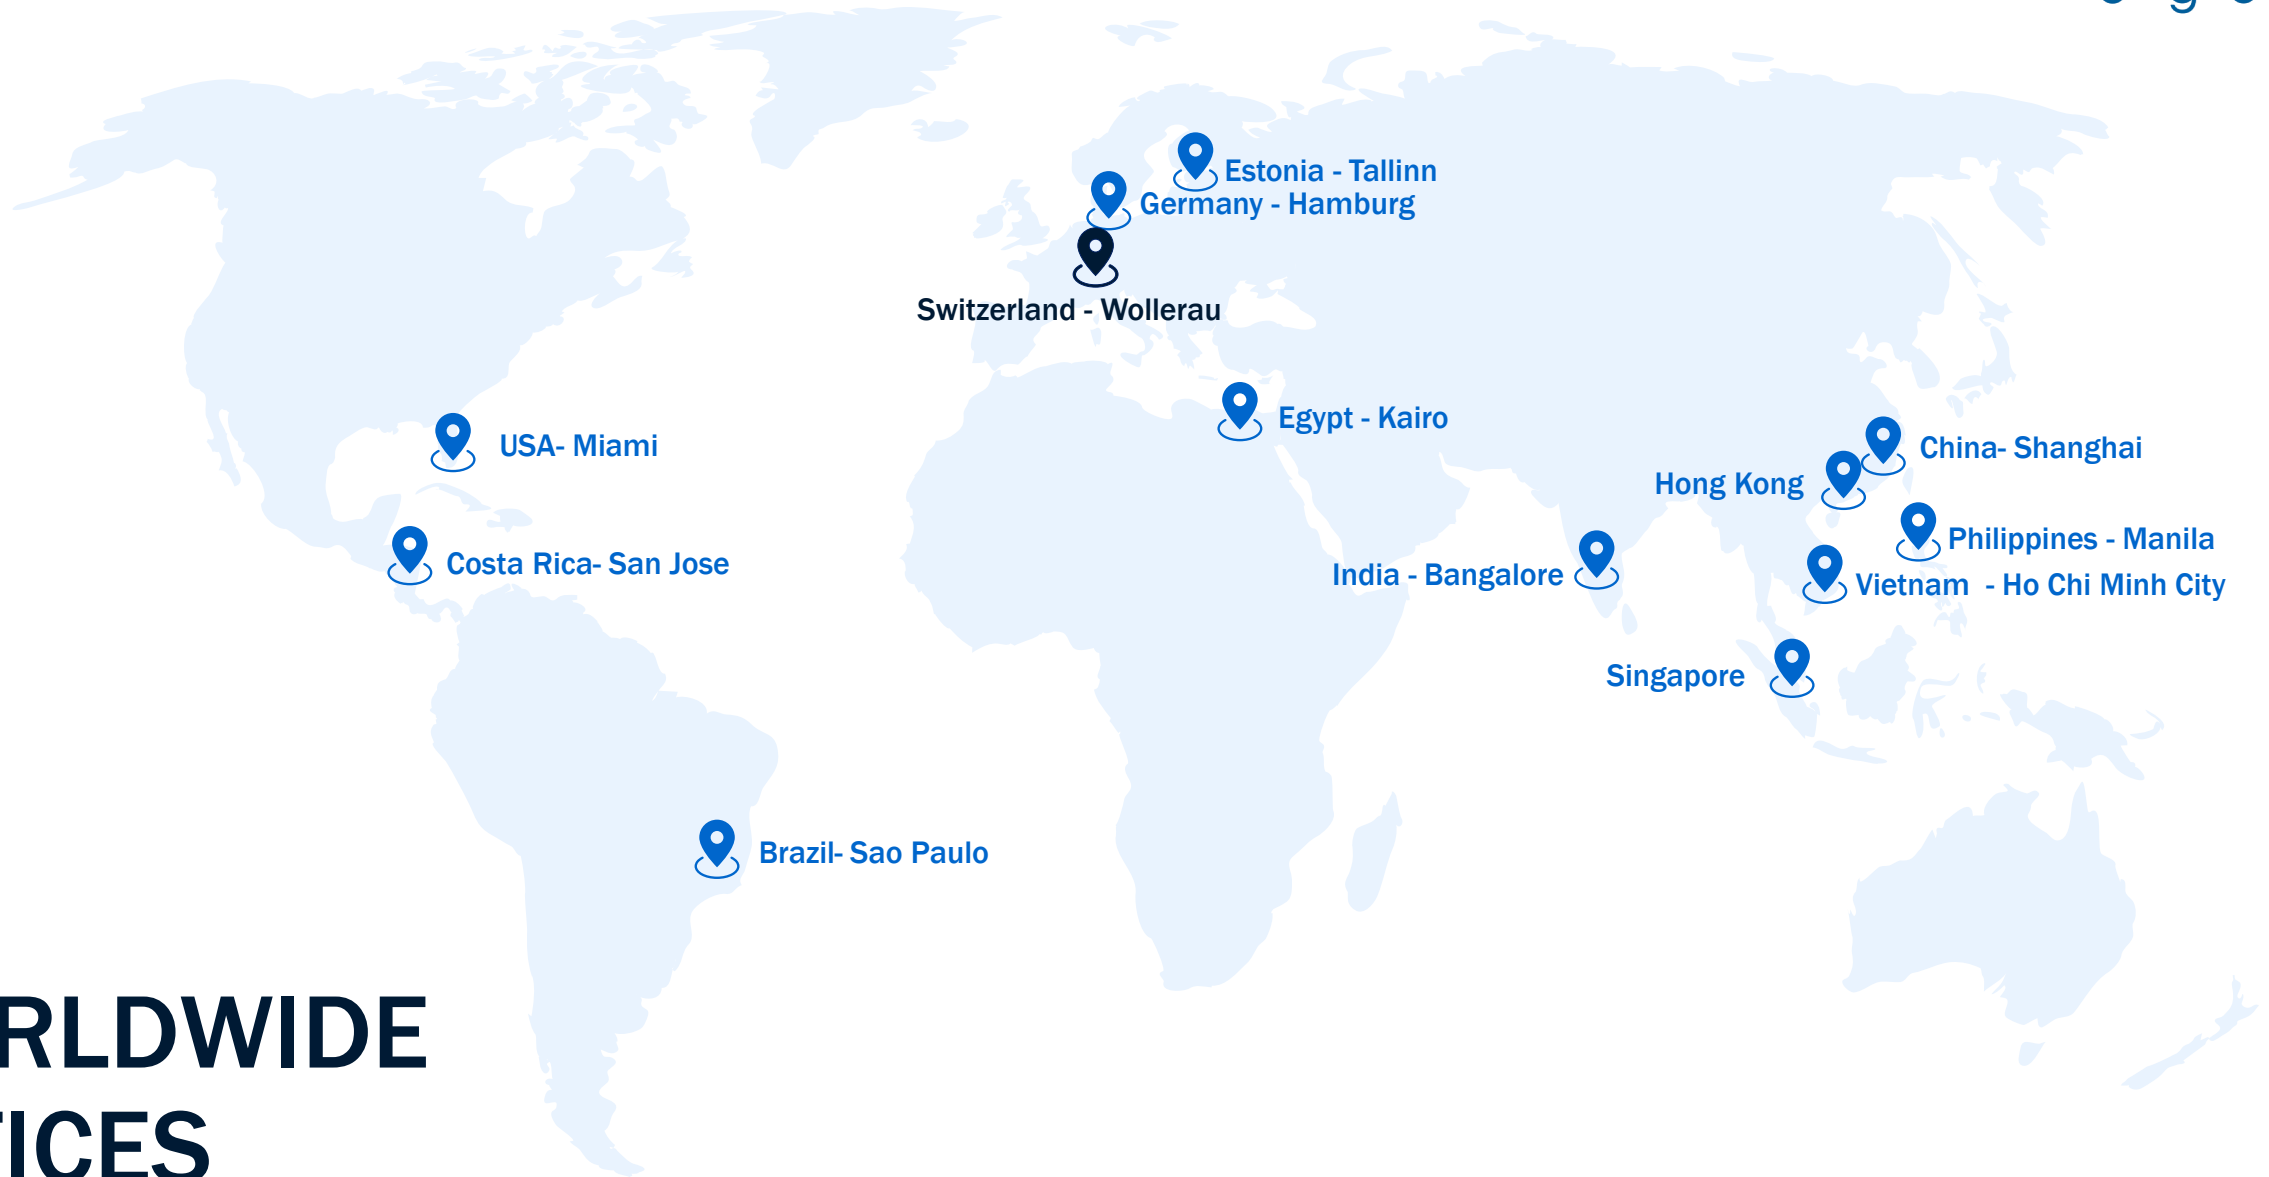 Estonia - Tallinn
Germany - Hamburg
Switzerland - Wollerau
Egypt - Kairo
USA- Miami
China- Shanghai
Hong Kong
Philippines - Manila
Costa Rica- San Jose
India - Bangalore
Vietnam - Ho Chi Minh City
Singapore
Brazil- Sao Paulo
RLDWIDE
ICES